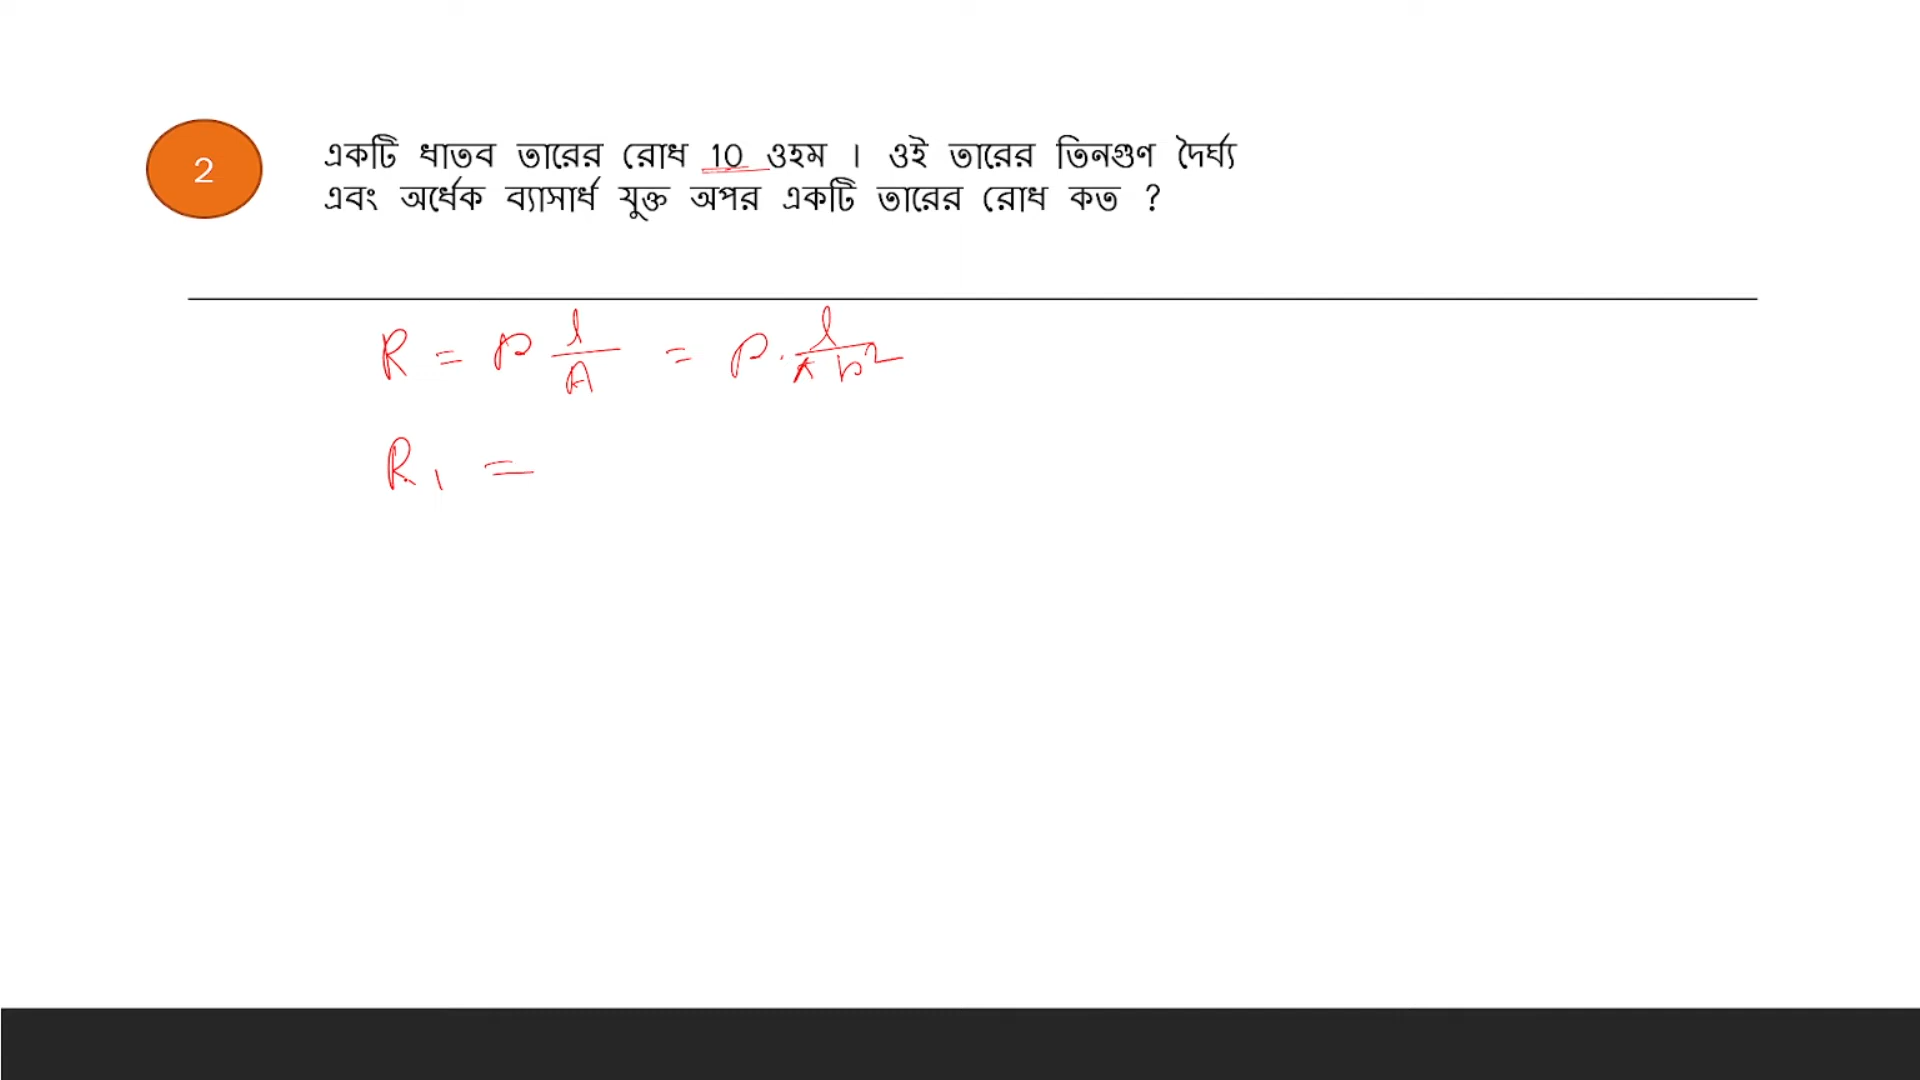 2
একটি ধাতব তারের রোধ 10 ওহম । ওই তারের তিনগুণ দৈর্ঘ্য
এবং অর্ধেক ব্যাসার্ধ যুক্ত অপর একটি তারের রোধ কত ?
R = ρ l/A = ρ . l/πr²
R₁ =